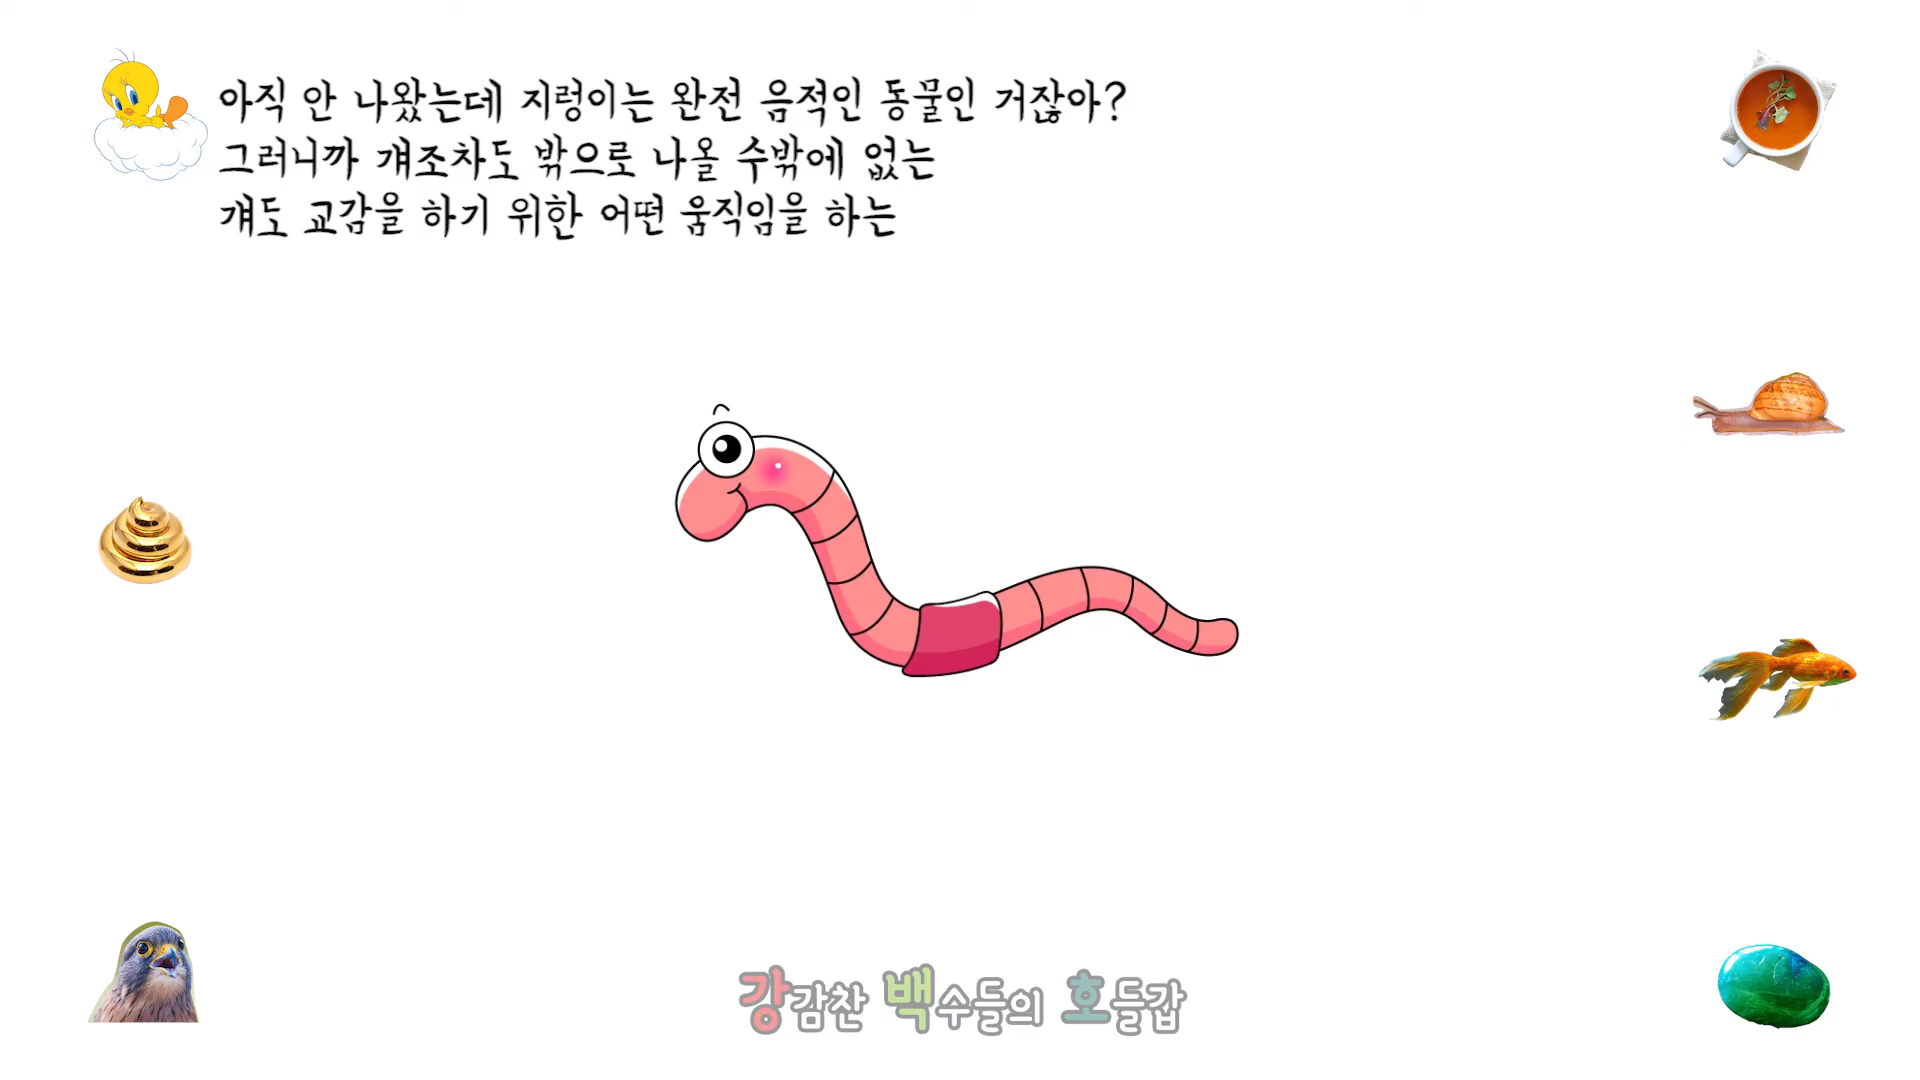 아직 안 나왔는데 지렁이는 완전 음적인 동물인 거잖아?
그러니까 걔조차도 밖으로 나올 수밖에 없는
걔도 교감을 하기 위한 어떤 움직임을 하는
강감찬 백수들의 호들갑